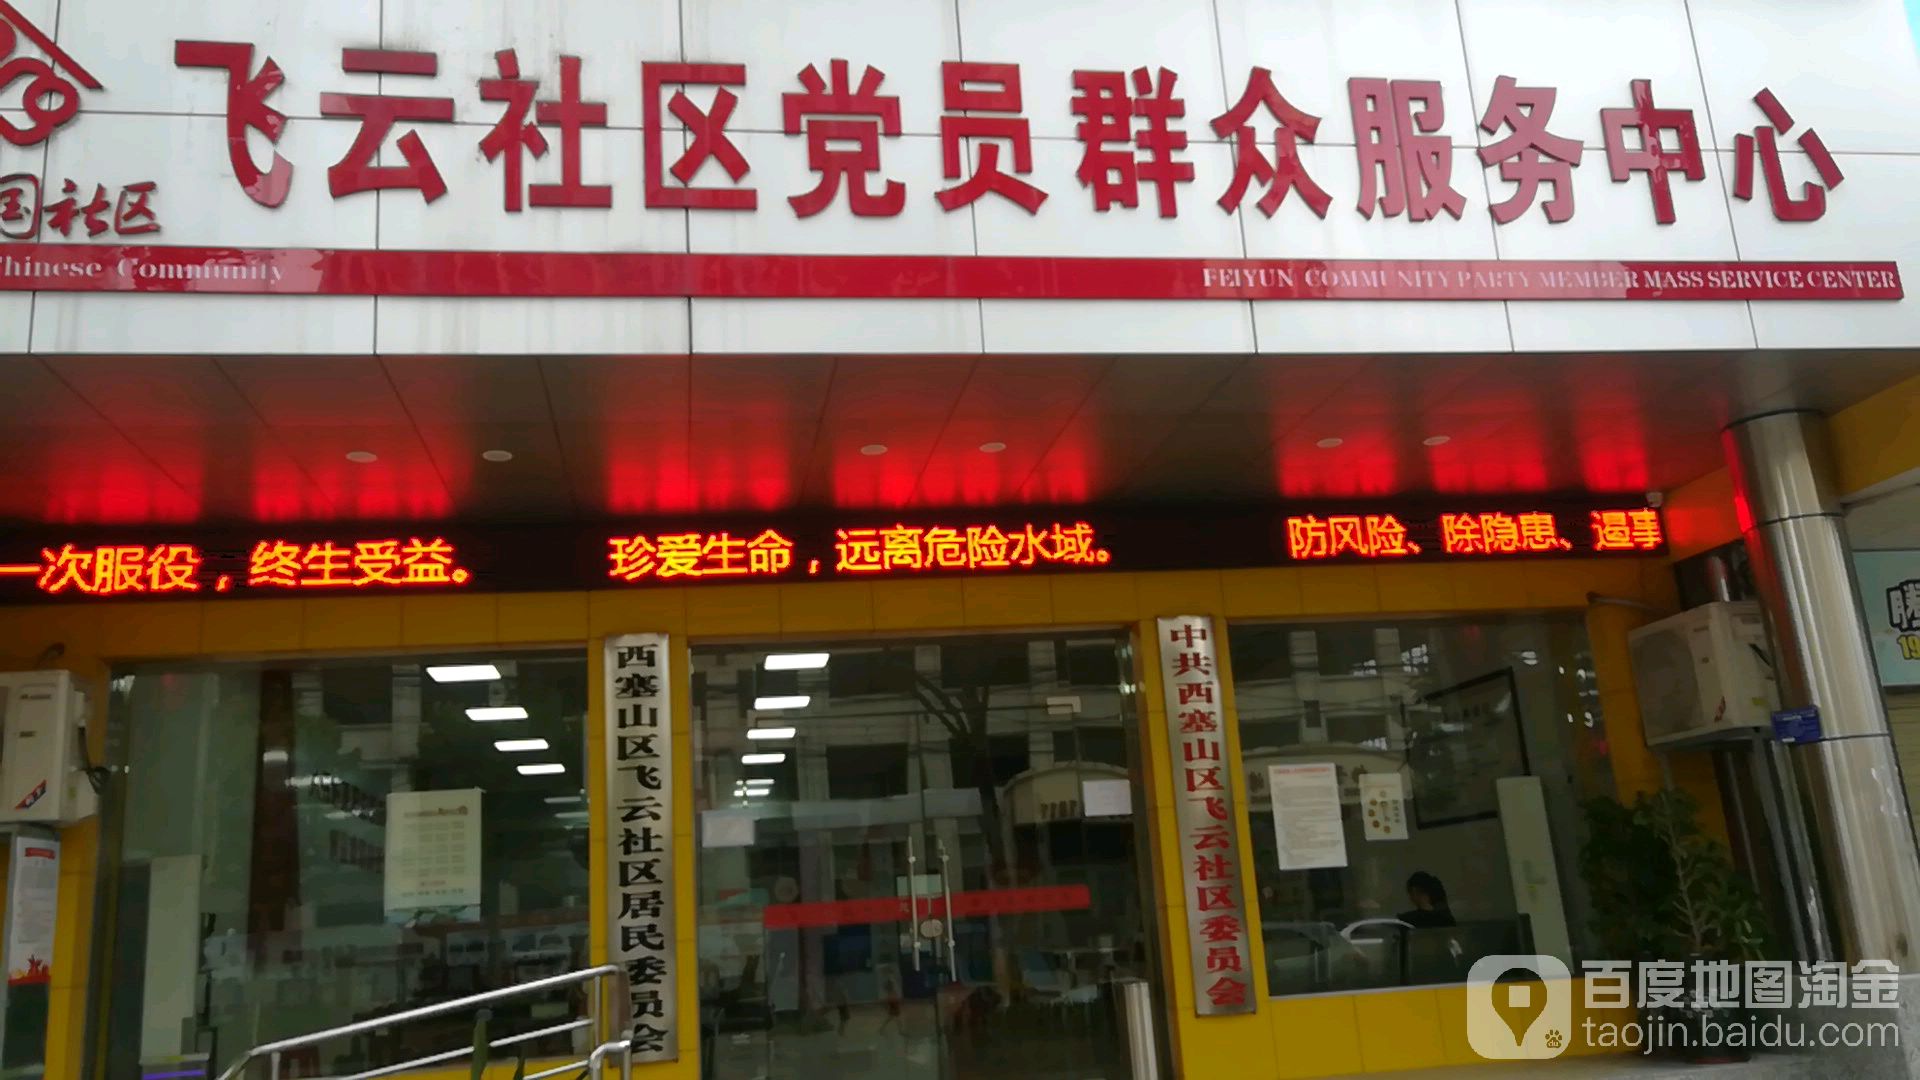 飞云社区党员群众服务中心
国社区
Chinese Community
FEIYUN COMMUNITY PARTY MEMBER MASS SERVICE CENTER
一次服役，终生受益。 珍爱生命，远离危险水域。 防风险、除隐患、遏事
西塞山区飞云社区居民委员会
中共西塞山区飞云社区委员会
百度地图淘金
taojin.baidu.com